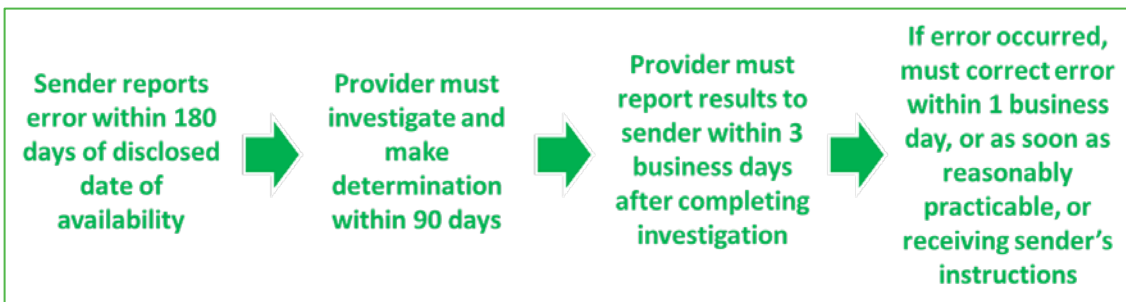 Sender reports
error within 180
days of disclosed
date of
availability
Provider must
investigate and
make
determination
within 90 days
Provider must
report results to
sender within 3
business days
after completing
investigation
If error occurred,
must correct error
within 1 business
day, or as soon as
reasonably
practicable, or
receiving sender’s
instructions